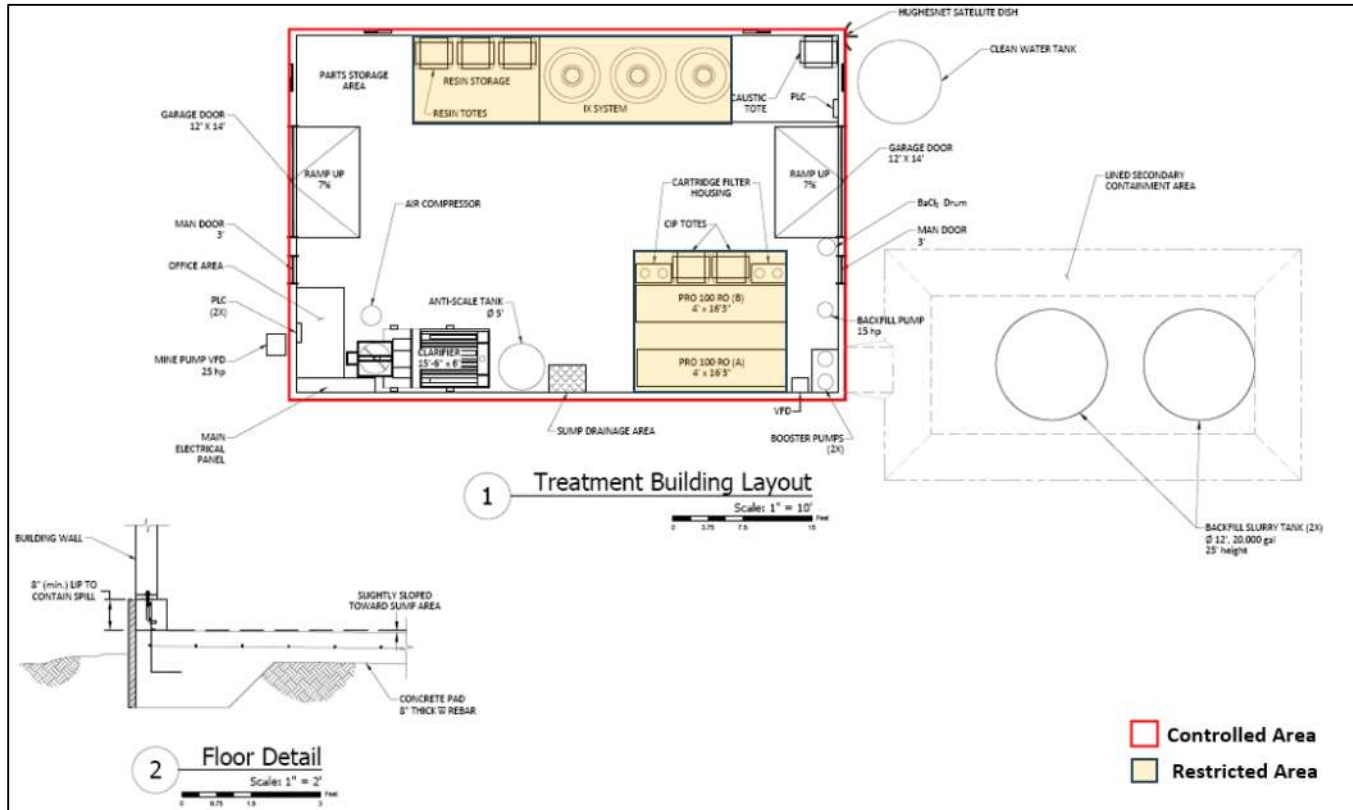 HUGHESNET SATELLITE DISH
CLEAN WATER TANK
PARTS STORAGE
AREA
RESIN STORAGE
RESIN TOTES
IX SYSTEM
CAUSTIC
TOTE
PLC
GARAGE DOOR
12' X 14'
RAMP UP
7%
AIR COMPRESSOR
CARTRIDGE FILTER
HOUSING
CIP TOTES
RAMP UP
7%
GARAGE DOOR
12' X 14'
LINED SECONDARY
CONTAINMENT AREA
BaCl₂ Drum
MAN DOOR
3'
MAN DOOR
3'
OFFICE AREA
PLC
(2X)
MINE PUMP VFD
25 hp
ANTI-SCALE TANK
Ø 5'
CLARIFIER
15'-6" x 6'
PRO 100 RO (B)
4' x 16'3"
PRO 100 RO (A)
4' x 16'3"
BACKFILL PUMP
15 hp
MAIN
ELECTRICAL
PANEL
SUMP DRAINAGE AREA
VFD
BOOSTER PUMPS
(2X)
BACKFILL SLURRY TANK (2X)
Ø 12', 20,000 gal
25' height
1
Treatment Building Layout
Scale: 1" = 10'
0 3.75 7.5 15 Feet
BUILDING WALL
8" (min.) LIP TO
CONTAIN SPILL
SLIGHTLY SLOPED
TOWARD SUMP AREA
CONCRETE PAD
8" THICK W REBAR
2
Floor Detail
Scale: 1" = 2'
0 0.75 1.5 3 Feet
Controlled Area
Restricted Area